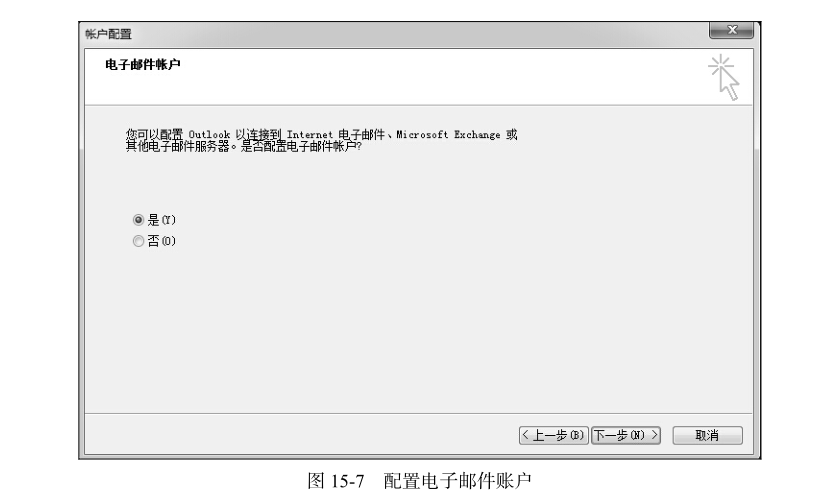 帐户配置
电子邮件帐户
您可以配置 Outlook 以连接到 Internet 电子邮件、Microsoft Exchange 或
其他电子邮件服务器。是否配置电子邮件帐户?
是(Y)
否(O)
< 上一步(B) 下一步(N) > 取消
图 15-7 配置电子邮件账户